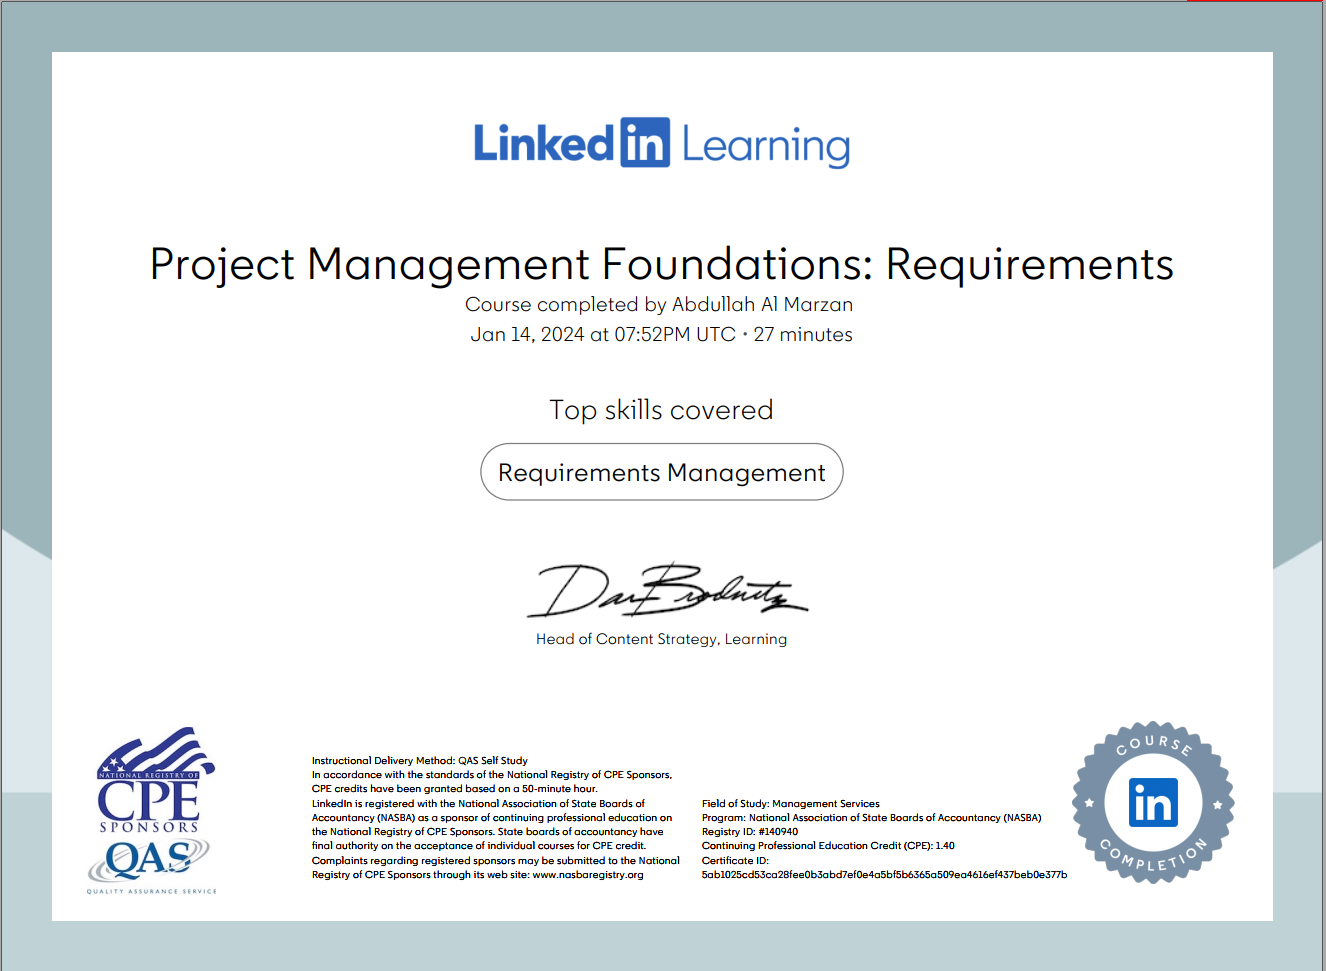 LinkedIn Learning
Project Management Foundations: Requirements
Course completed by Abdullah Al Marzan
Jan 14, 2024 at 07:52PM UTC • 27 minutes
Top skills covered
Requirements Management
Dan Brodnitz
Head of Content Strategy, Learning
NATIONAL REGISTRY OF
CPE
SPONSORS
QAS
QUALITY ASSURANCE SERVICE
Instructional Delivery Method: QAS Self Study
In accordance with the standards of the National Registry of CPE Sponsors,
CPE credits have been granted based on a 50-minute hour.
LinkedIn is registered with the National Association of State Boards of
Accountancy (NASBA) as a sponsor of continuing professional education on
the National Registry of CPE Sponsors. State boards of accountancy have
final authority on the acceptance of individual courses for CPE credit.
Complaints regarding registered sponsors may be submitted to the National
Registry of CPE Sponsors through its web site: www.nasbaregistry.org
Field of Study: Management Services
Program: National Association of State Boards of Accountancy (NASBA)
Registry ID: #140940
Continuing Professional Education Credit (CPE): 1.40
Certificate ID:
5ab1025cd53ca28fee0b3abd7ef0e4a5bf5b6365a509ea4616ef437beb0e377b
COURSE
in
COMPLETION